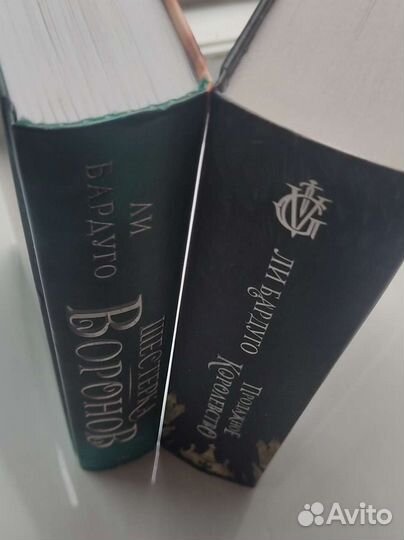 ЛИ
БАРДУГО
ШЕСТЕРКА
ВОРОНОВ
ЛИ БАРДУГО
ПРОДАЖНОЕ
КОРОЛЕВСТВО
Avito